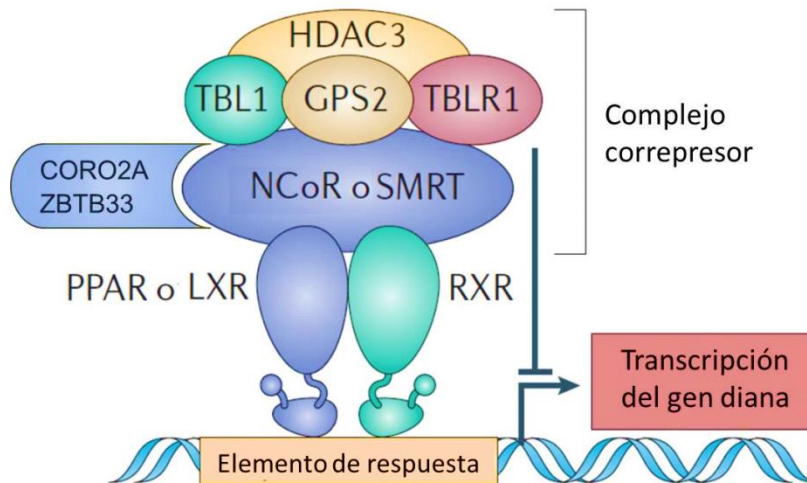 HDAC3
TBL1
GPS2
TBLR1
Complejo
correpresor
CORO2A
ZBTB33
NCoR o SMRT
PPAR o LXR
RXR
Transcripción
del gen diana
Elemento de respuesta